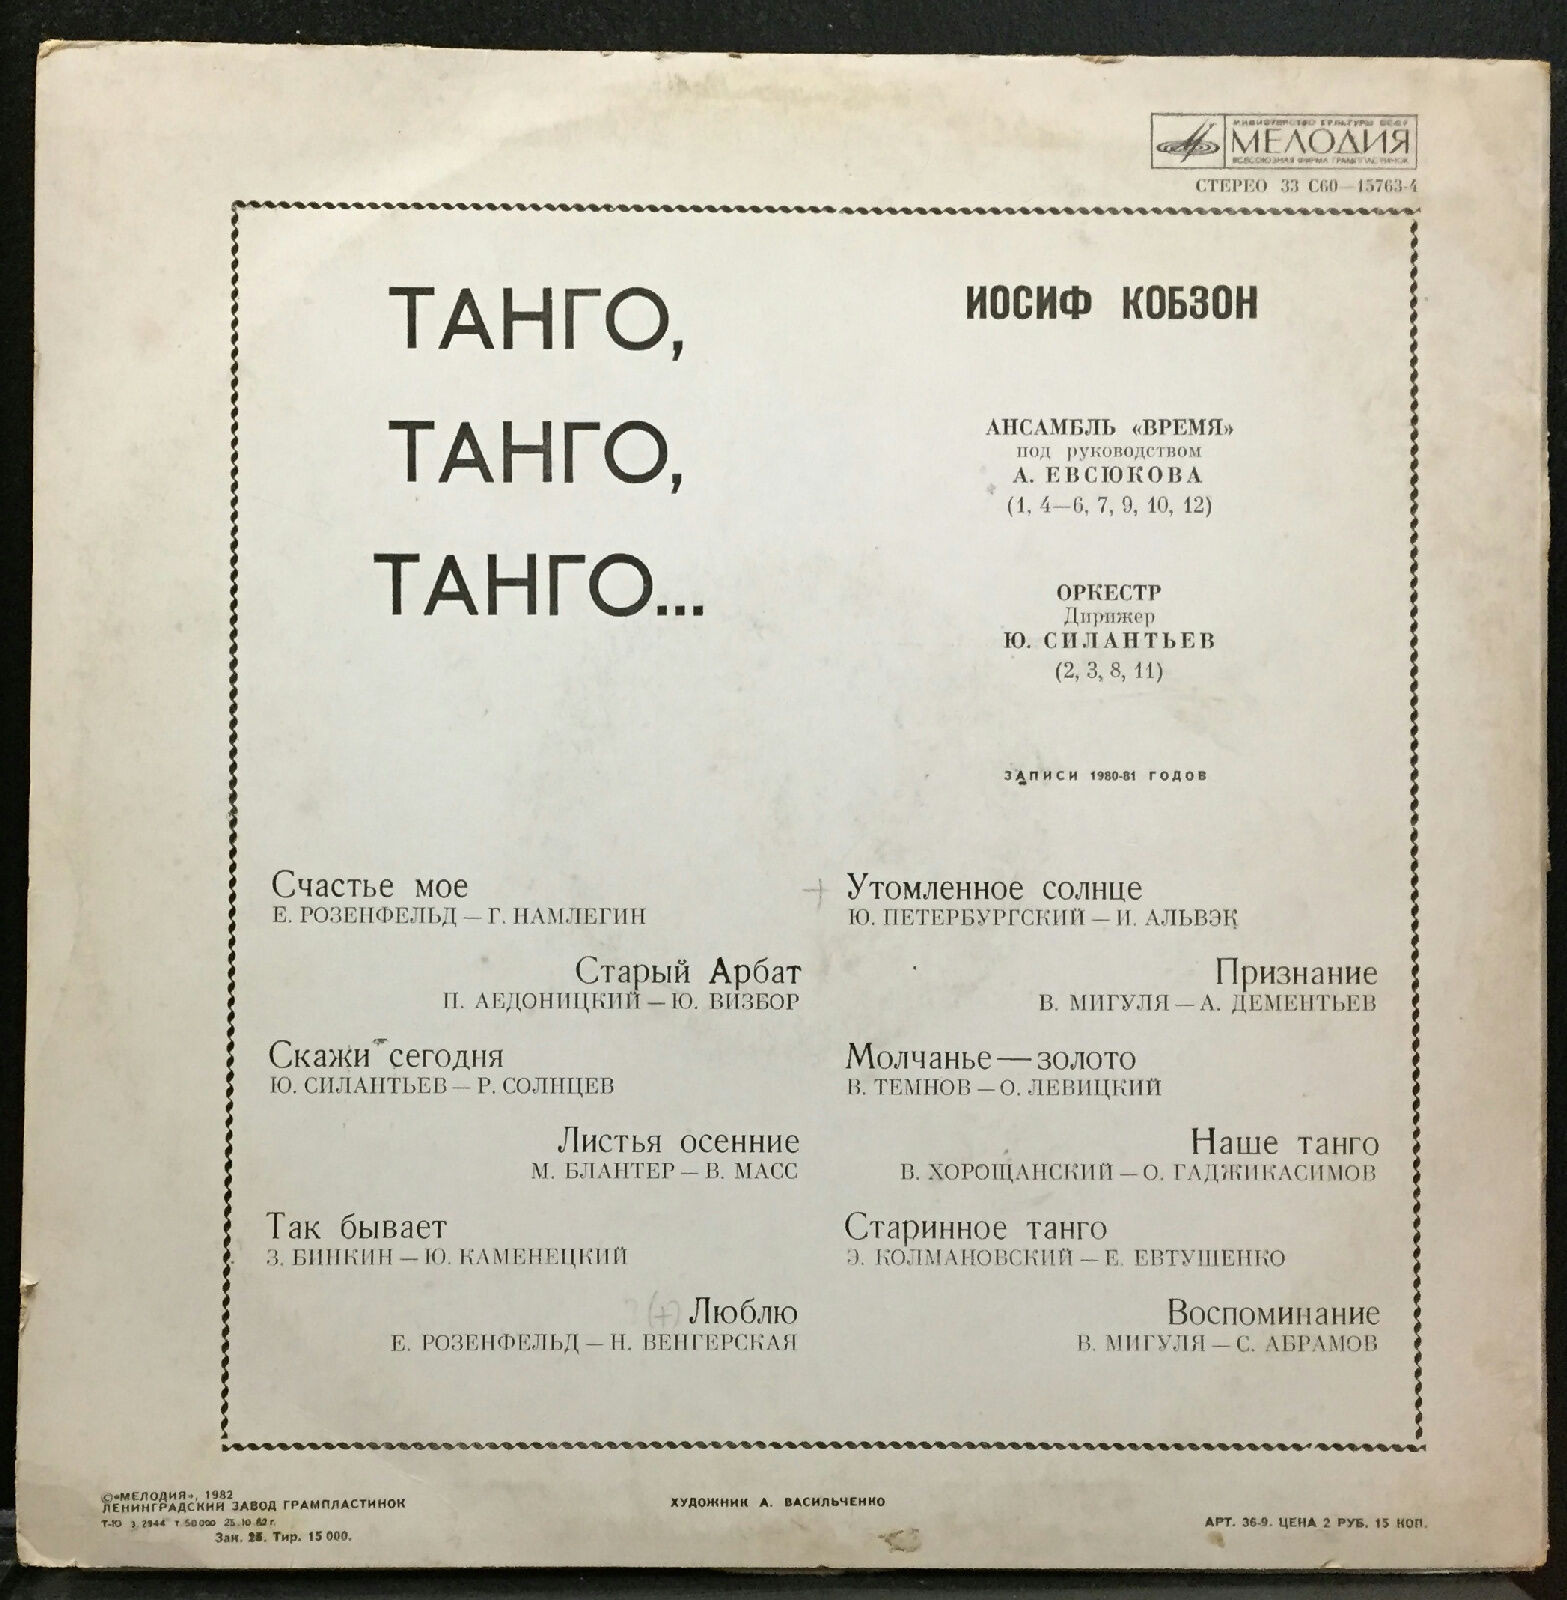 МИНИСТЕРСТВО КУЛЬТУРЫ СССР
МЕЛОДИЯ
ВСЕСОЮЗНАЯ ФИРМА ГРАМПЛАСТИНОК
СТЕРЕО 33 С60—15763-4
ТАНГО,
ТАНГО,
ТАНГО...
ИОСИФ КОБЗОН
АНСАМБЛЬ «ВРЕМЯ»
под руководством
А. ЕВСЮКОВА
(1, 4—6, 7, 9, 10, 12)
ОРКЕСТР
Дирижер
Ю. СИЛАНТЬЕВ
(2, 3, 8, 11)
ЗАПИСИ 1980-81 ГОДОВ
Счастье мое
Е. РОЗЕНФЕЛЬД — Г. НАМЛЕГИН
Старый Арбат
П. АЕДОНИЦКИЙ — Ю. ВИЗБОР
Скажи сегодня
Ю. СИЛАНТЬЕВ — Р. СОЛНЦЕВ
Листья осенние
М. БЛАНТЕР — В. МАСС
Так бывает
З. БИНКИН — Ю. КАМЕНЕЦКИЙ
Люблю
Е. РОЗЕНФЕЛЬД — Н. ВЕНГЕРСКАЯ
+ Утомленное солнце
Ю. ПЕТЕРБУРГСКИЙ — И. АЛЬВЭК
Признание
В. МИГУЛЯ — А. ДЕМЕНТЬЕВ
Молчанье — золото
В. ТЕМНОВ — О. ЛЕВИЦКИЙ
Наше танго
В. ХОРОЩАНСКИЙ — О. ГАДЖИКАСИМОВ
Старинное танго
Э. КОЛМАНОВСКИЙ — Е. ЕВТУШЕНКО
Воспоминание
В. МИГУЛЯ — С. АБРАМОВ
©«МЕЛОДИЯ», 1982
ЛЕНИНГРАДСКИЙ ЗАВОД ГРАМПЛАСТИНОК
Т-Ю З. 2944 Т. 50000 25.10.82 г.
Зак. Тир. 15 000.
ХУДОЖНИК А. ВАСИЛЬЧЕНКО
АРТ. 36-9. ЦЕНА 2 РУБ. 15 КОП.